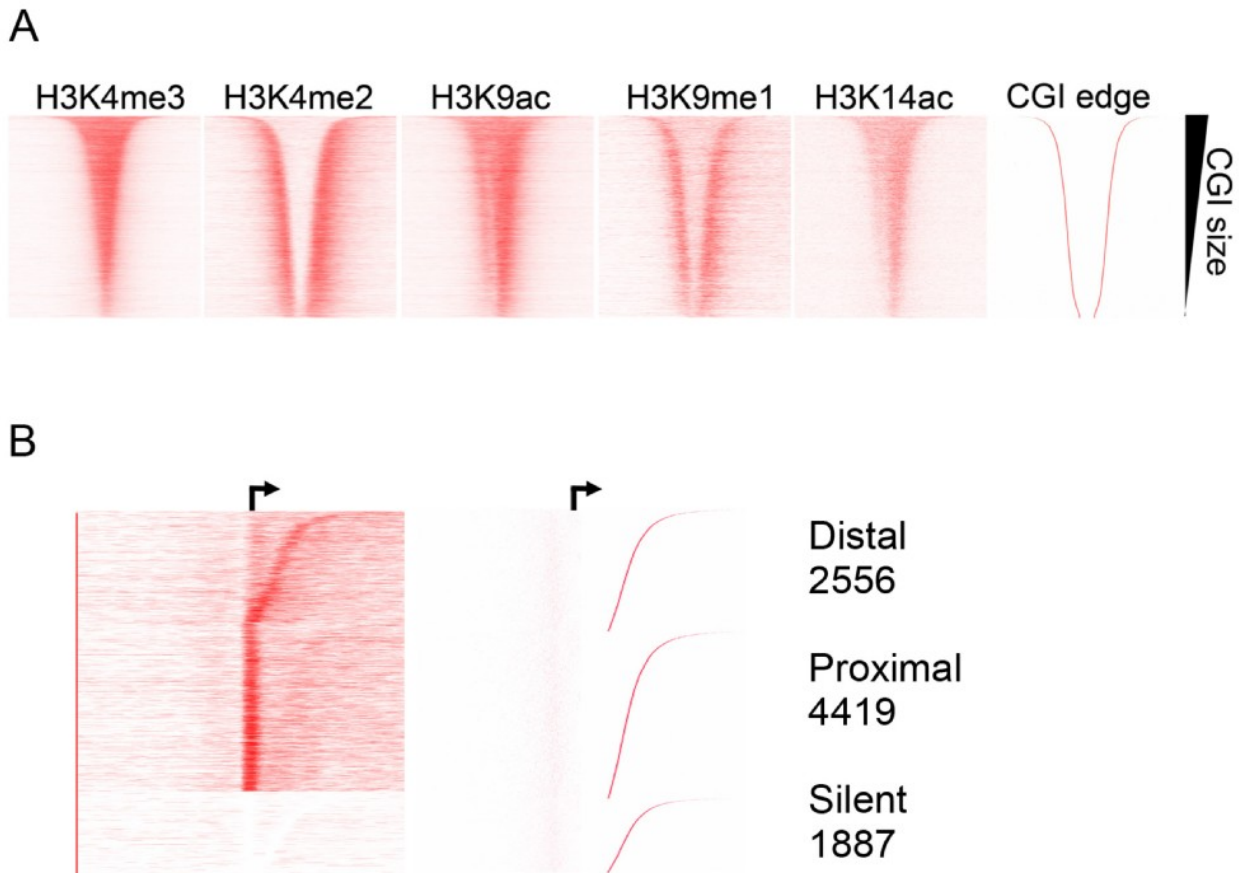 A
H3K4me3 H3K4me2 H3K9ac H3K9me1 H3K14ac CGI edge
CGI size
B
Distal
2556
Proximal
4419
Silent
1887